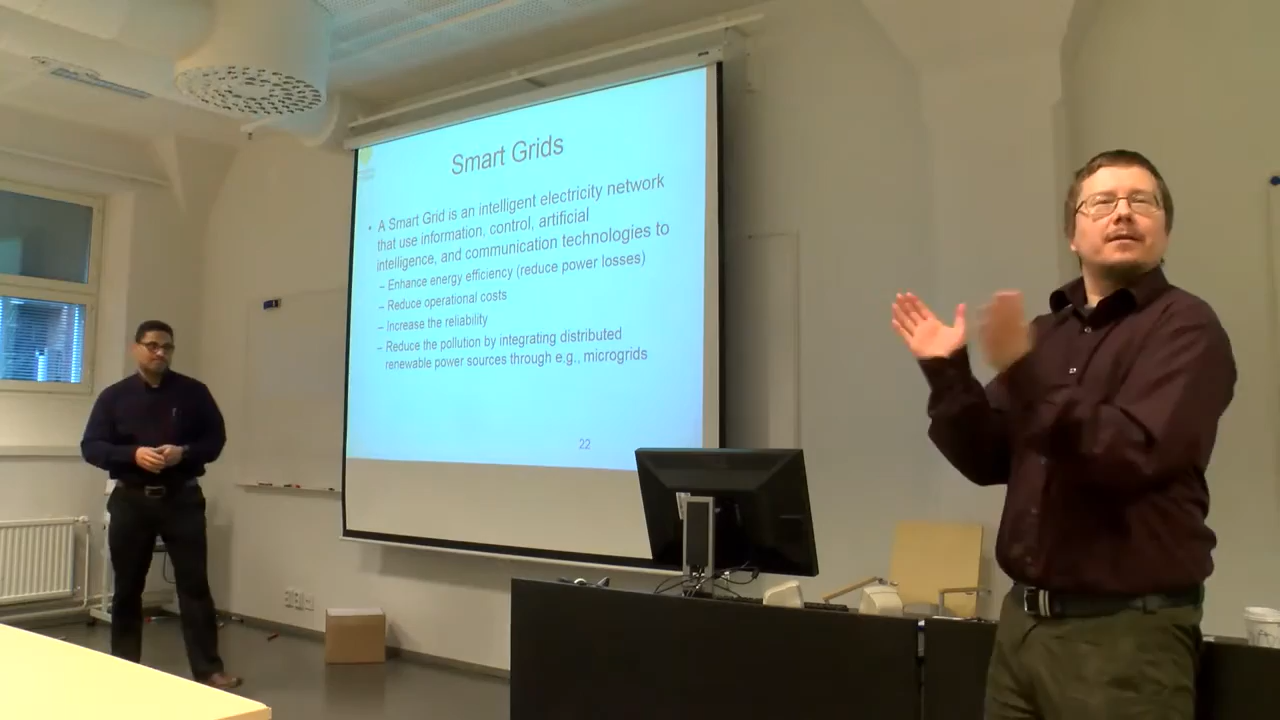 Smart Grids
• A Smart Grid is an intelligent electricity network
that use information, control, artificial
intelligence, and communication technologies to
– Enhance energy efficiency (reduce power losses)
– Reduce operational costs
– Increase the reliability
– Reduce the pollution by integrating distributed
renewable power sources through e.g., microgrids
22